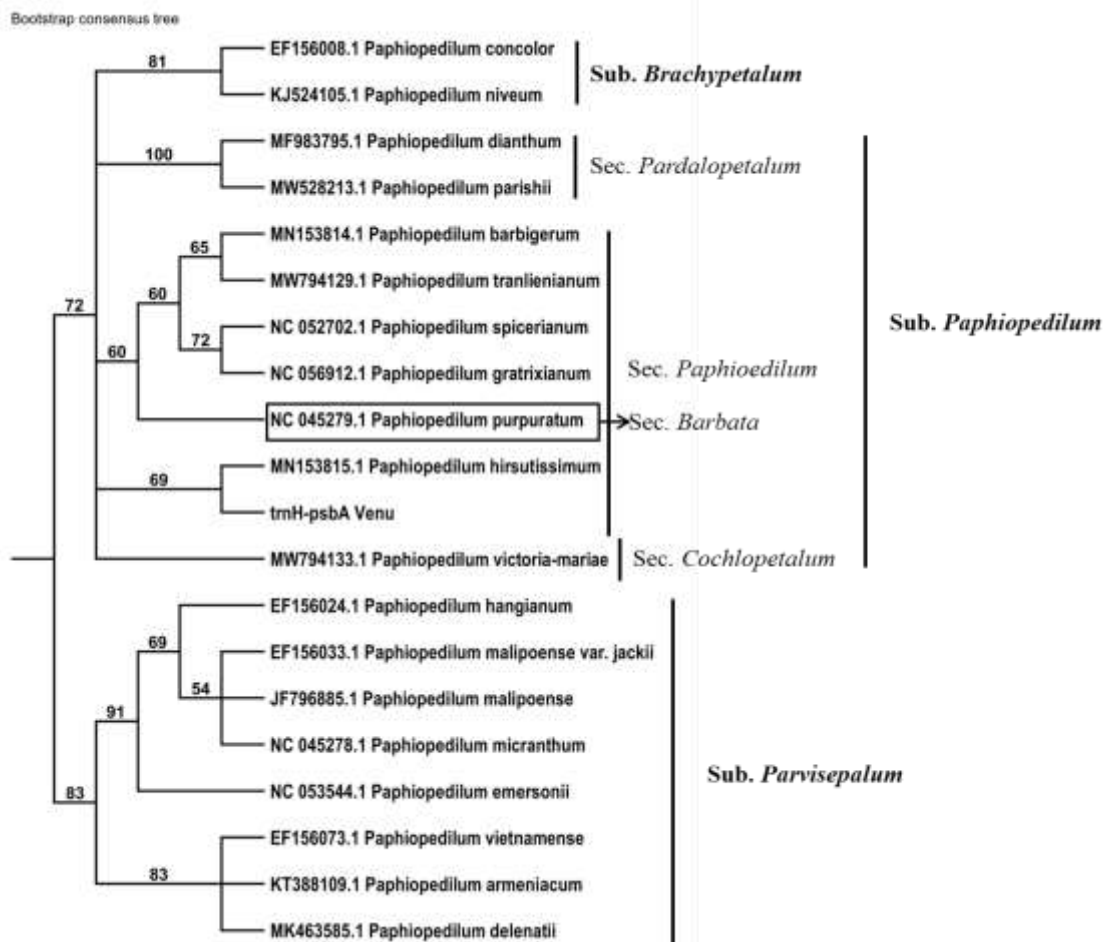 Bootstrap consensus tree
EF156008.1 Paphiopedilum concolor
81
Sub. Brachypetalum
KJ524105.1 Paphiopedilum niveum
MF983795.1 Paphiopedilum dianthum
100
Sec. Pardalopetalum
MW528213.1 Paphiopedilum parishii
MN153814.1 Paphiopedilum barbigerum
65
MW794129.1 Paphiopedilum tranlienianum
60
72
NC 052702.1 Paphiopedilum spicerianum
Sub. Paphiopedilum
72
60
NC 056912.1 Paphiopedilum gratrixianum
Sec. Paphioedilum
NC 045279.1 Paphiopedilum purpuratum
Sec. Barbata
MN153815.1 Paphiopedilum hirsutissimum
69
trnH-psbA Venu
MW794133.1 Paphiopedilum victoria-mariae
Sec. Cochlopetalum
EF156024.1 Paphiopedilum hangianum
69
EF156033.1 Paphiopedilum malipoense var. jackii
54
JF796885.1 Paphiopedilum malipoense
91
NC 045278.1 Paphiopedilum micranthum
Sub. Parvisepalum
83
NC 053544.1 Paphiopedilum emersonii
EF156073.1 Paphiopedilum vietnamense
83
KT388109.1 Paphiopedilum armeniacum
MK463585.1 Paphiopedilum delenatii